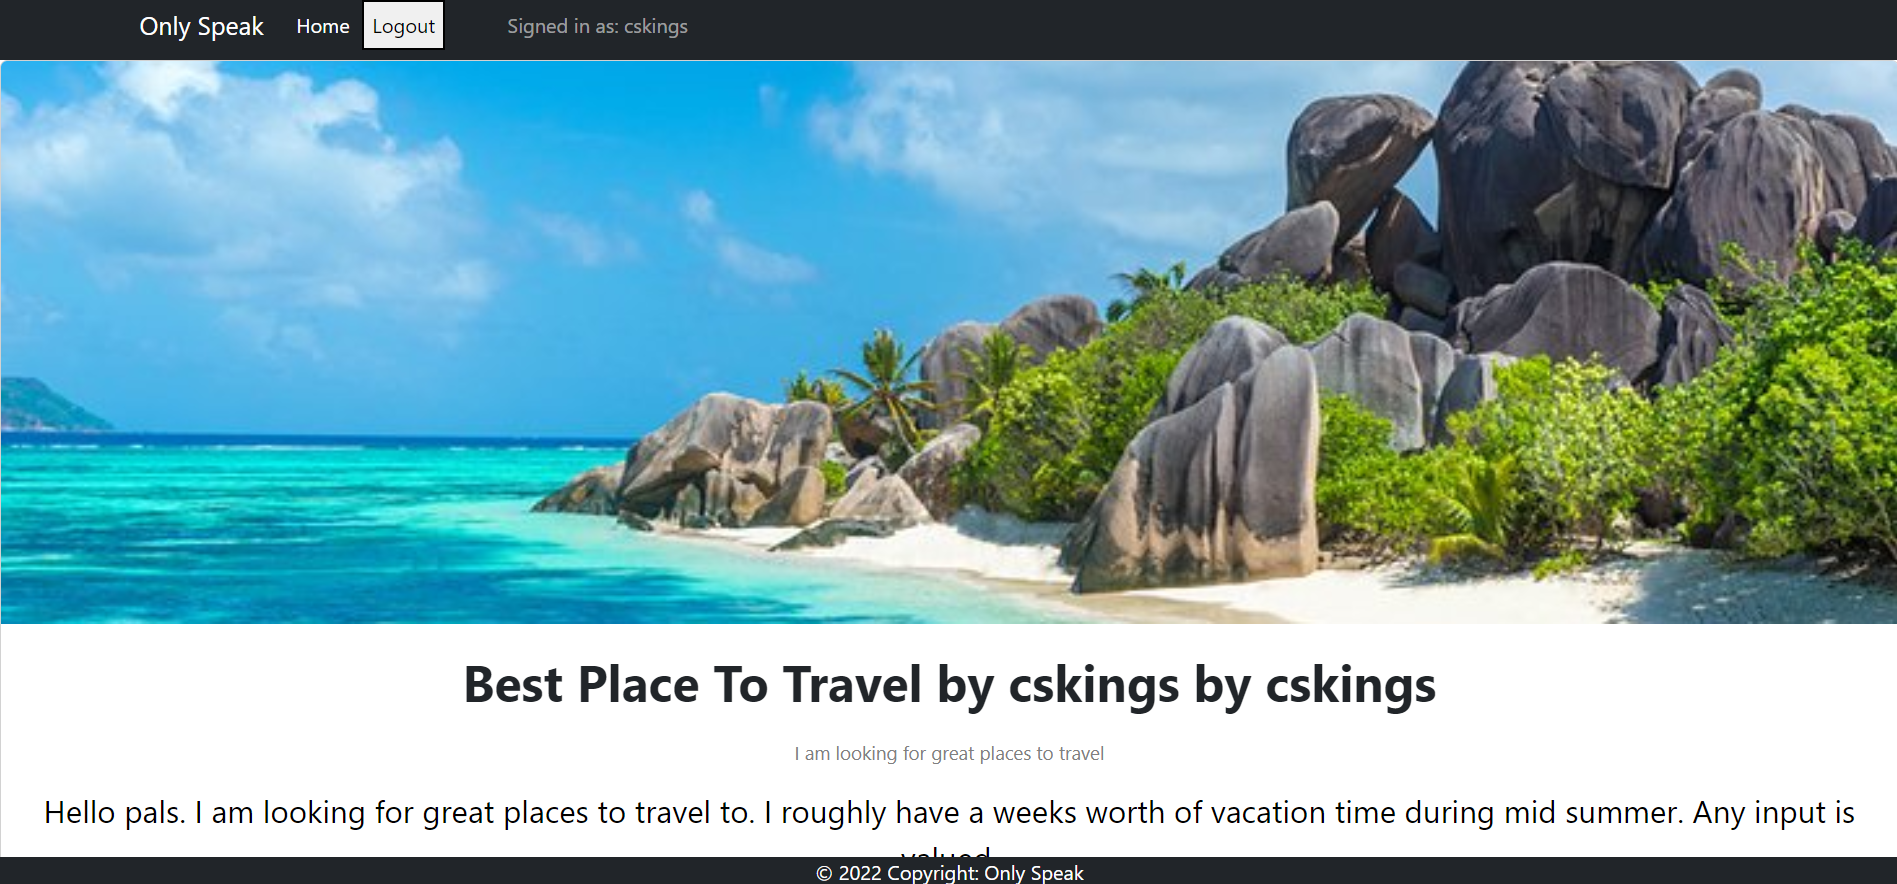 Only Speak Home Logout Signed in as: cskings
Best Place To Travel by cskings by cskings
I am looking for great places to travel
Hello pals. I am looking for great places to travel to. I roughly have a weeks worth of vacation time during mid summer. Any input is
valued
© 2022 Copyright: Only Speak